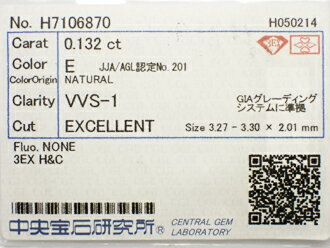 No. H7106870 H050214
Carat 0.132 ct
Color E JJA/AGL認定No.201
ColorOrigin NATURAL
Clarity VVS-1 GIAグレーディングシステムに準拠
Cut EXCELLENT Size 3.27 - 3.30 × 2.01 mm
Fluo. NONE
3EX H&C
中央宝石研究所® CENTRAL GEM LABORATORY